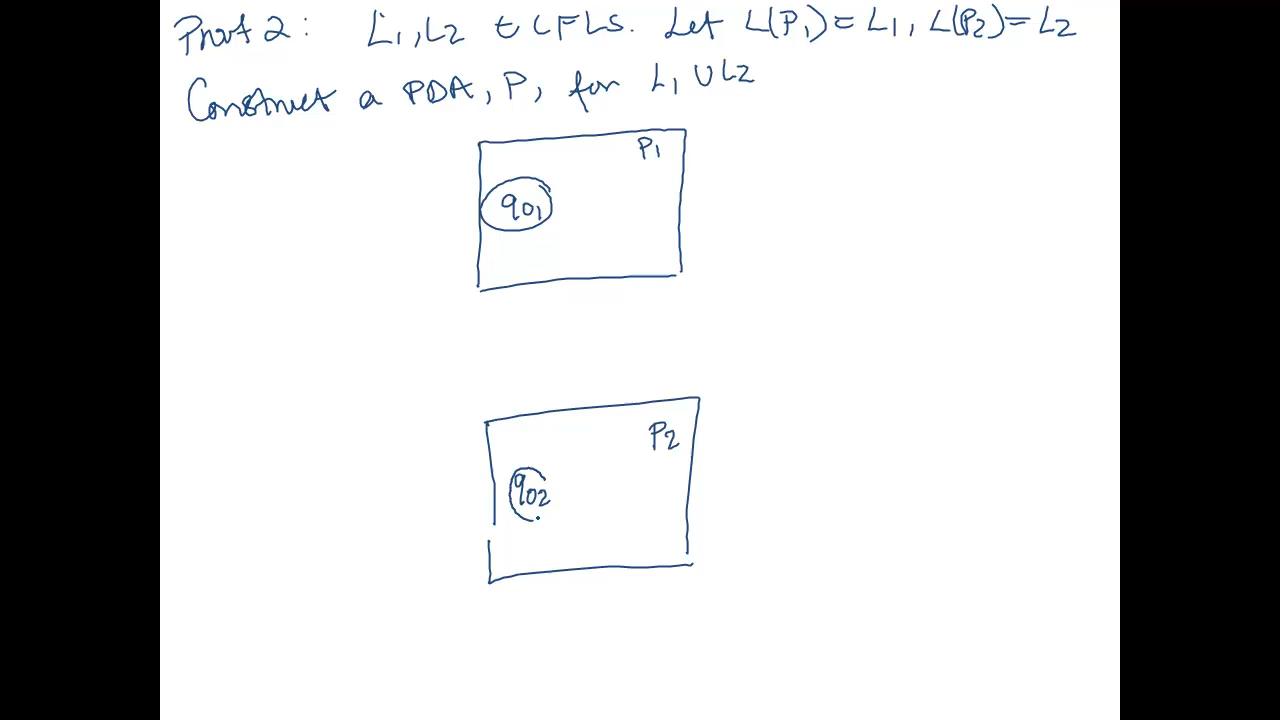 Proof 2: L1, L2 ∈ CFLS. Let L(P1) = L1, L(P2) = L2
Construct a PDA, P, for L1 ∪ L2
P1
q01
P2
q02